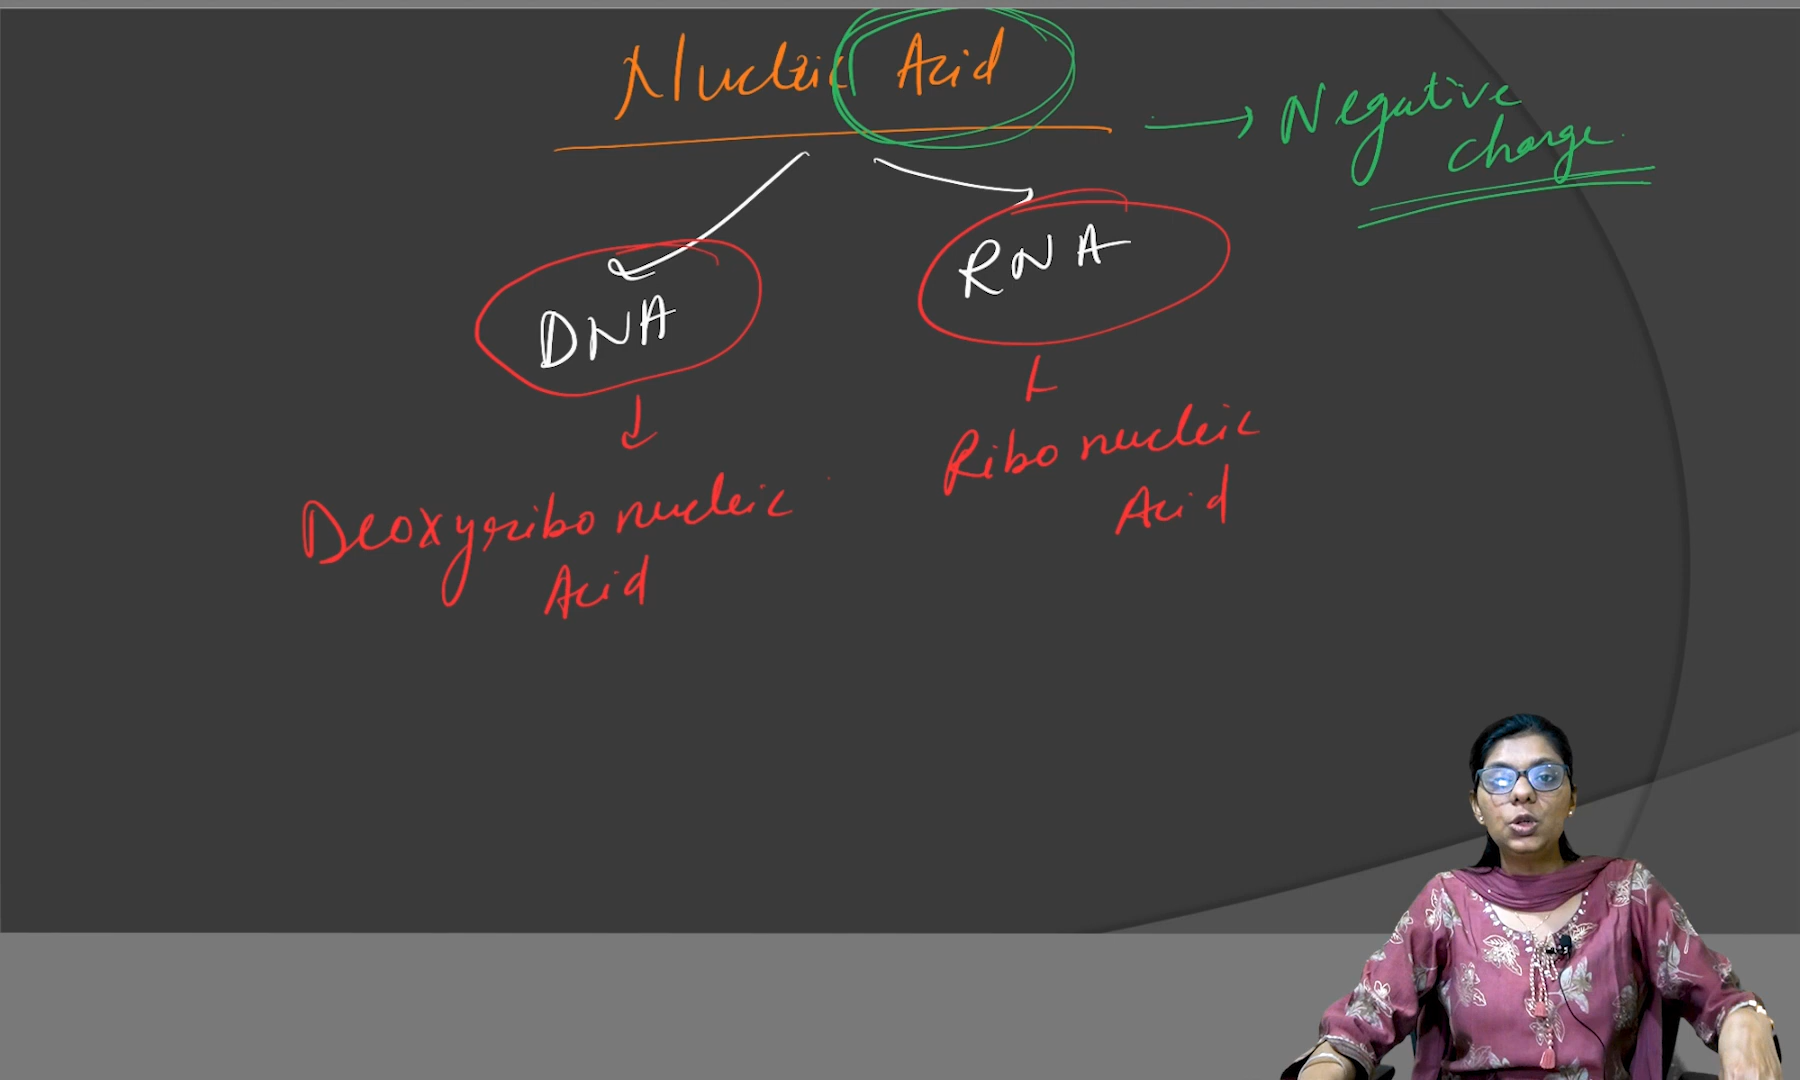 Nucleic Acid
Negative
charge
DNA
RNA
Deoxyribonucleic
Acid
Ribonucleic
Acid